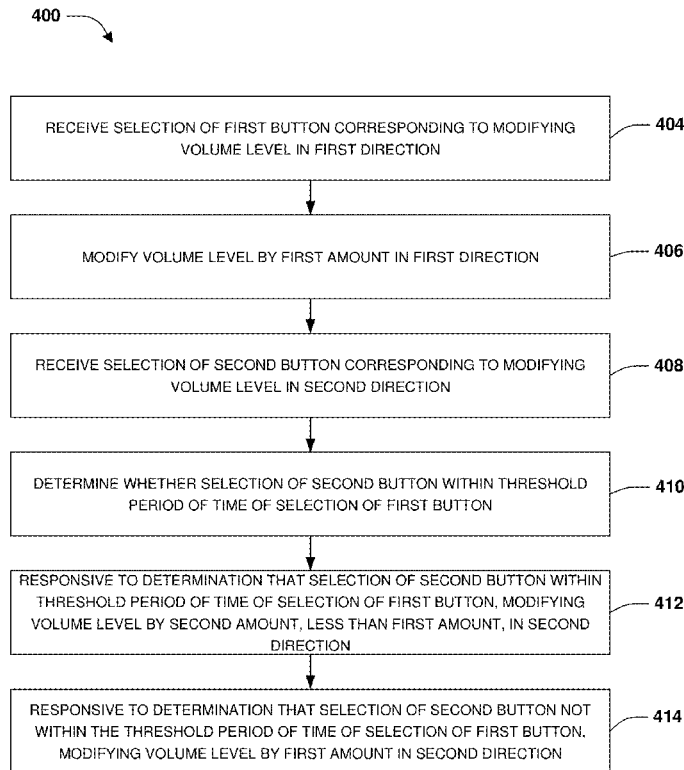 400
RECEIVE SELECTION OF FIRST BUTTON CORRESPONDING TO MODIFYING
VOLUME LEVEL IN FIRST DIRECTION
404
MODIFY VOLUME LEVEL BY FIRST AMOUNT IN FIRST DIRECTION
406
RECEIVE SELECTION OF SECOND BUTTON CORRESPONDING TO MODIFYING
VOLUME LEVEL IN SECOND DIRECTION
408
DETERMINE WHETHER SELECTION OF SECOND BUTTON WITHIN THRESHOLD
PERIOD OF TIME OF SELECTION OF FIRST BUTTON
410
RESPONSIVE TO DETERMINATION THAT SELECTION OF SECOND BUTTON WITHIN
THRESHOLD PERIOD OF TIME OF SELECTION OF FIRST BUTTON, MODIFYING
VOLUME LEVEL BY SECOND AMOUNT, LESS THAN FIRST AMOUNT, IN SECOND
DIRECTION
412
RESPONSIVE TO DETERMINATION THAT SELECTION OF SECOND BUTTON NOT
WITHIN THE THRESHOLD PERIOD OF TIME OF SELECTION OF FIRST BUTTON,
MODIFYING VOLUME LEVEL BY FIRST AMOUNT IN SECOND DIRECTION
414